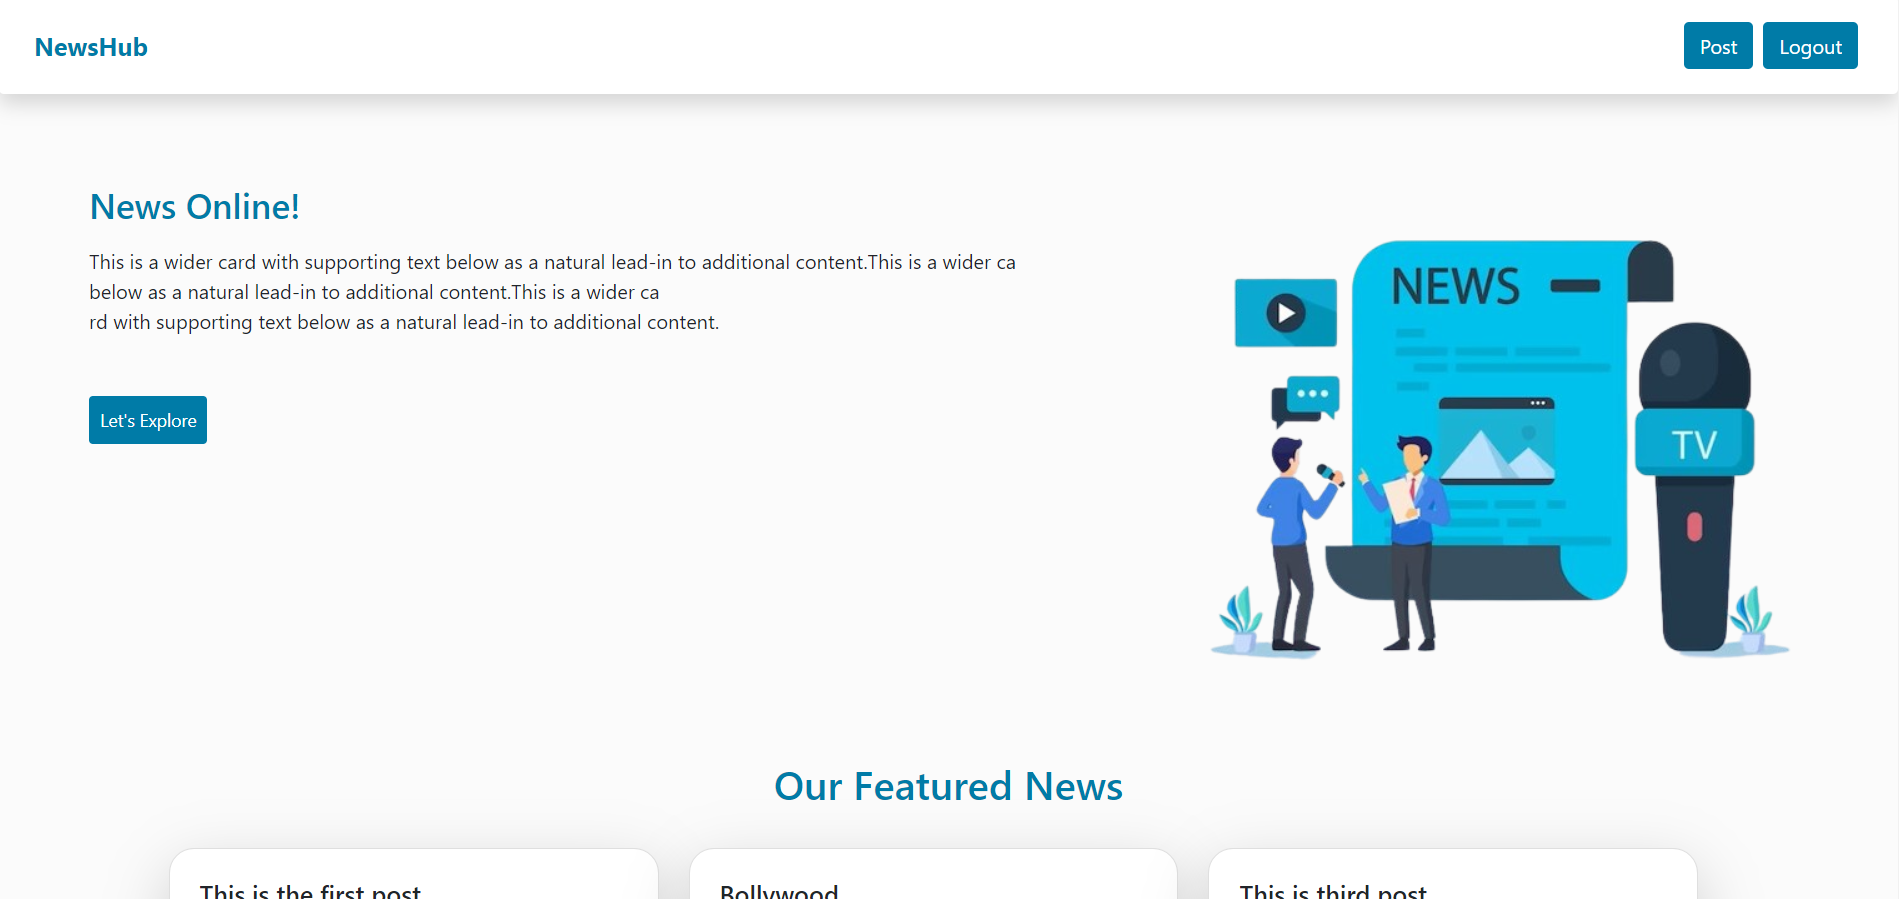 NewsHub
Post
Logout
News Online!
This is a wider card with supporting text below as a natural lead-in to additional content.This is a wider ca
below as a natural lead-in to additional content.This is a wider ca
rd with supporting text below as a natural lead-in to additional content.
Let's Explore
NEWS
TV
Our Featured News
This is the first post
Bollywood
This is third post